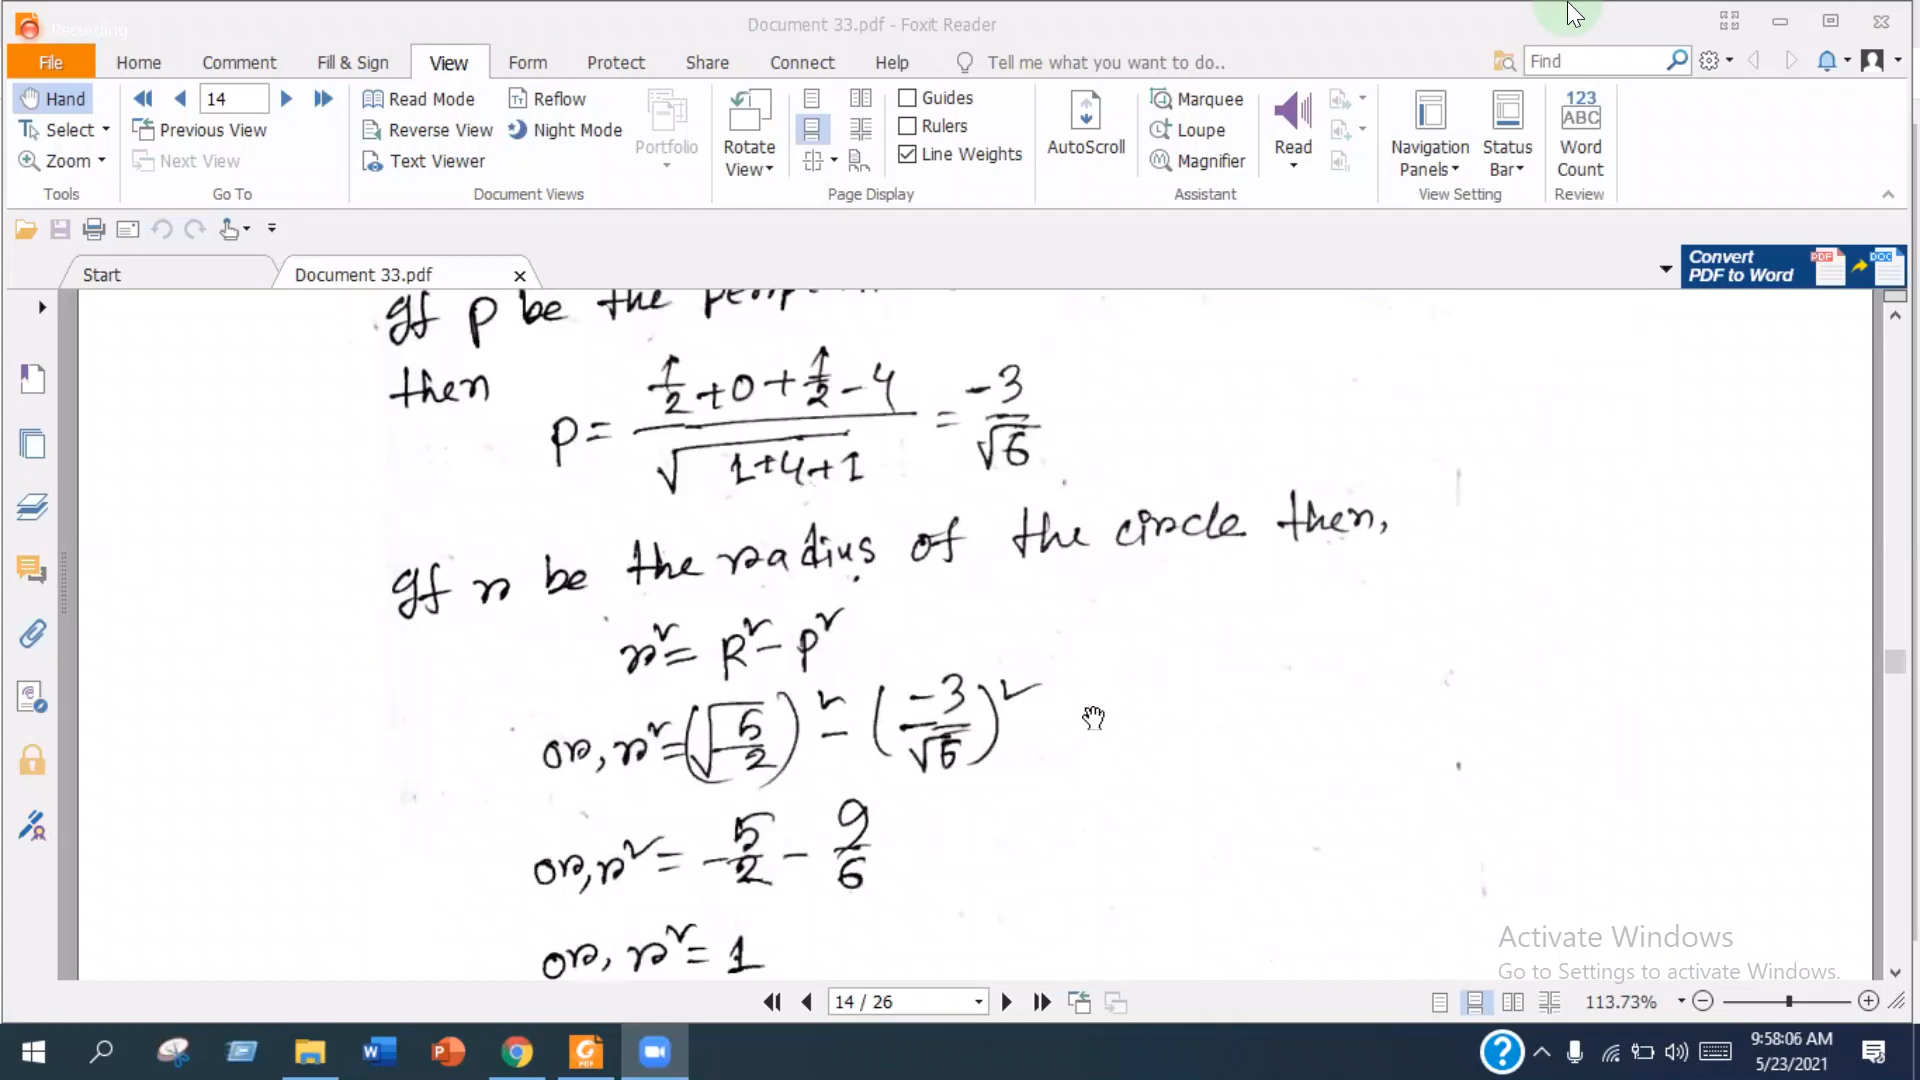 Recording
Document 33.pdf - Foxit Reader
File Home Comment Fill & Sign View Form Protect Share Connect Help Tell me what you want to do.. Find
Hand 14 Read Mode Reflow Guides Marquee 123 ABC
Select Previous View Reverse View Night Mode Portfolio Rotate View Rulers AutoScroll Loupe Read Navigation Panels Status Bar Word Count
Zoom Next View Text Viewer Line Weights Magnifier
Tools Go To Document Views Page Display Assistant View Setting Review
Start Document 33.pdf Convert PDF to Word PDF DOC
If P be the
then P = (1/2 + 0 + 1/2 - 4) / √(1+4+1) = -3/√6
If r be the radius of the circle then,
r² = R² - P²
or, r² = (√5/2)² - (-3/√6)²
or, r² = 5/2 - 9/6
or, r² = 1
Activate Windows
Go to Settings to activate Windows.
14 / 26 113.73%
9:58:06 AM
5/23/2021